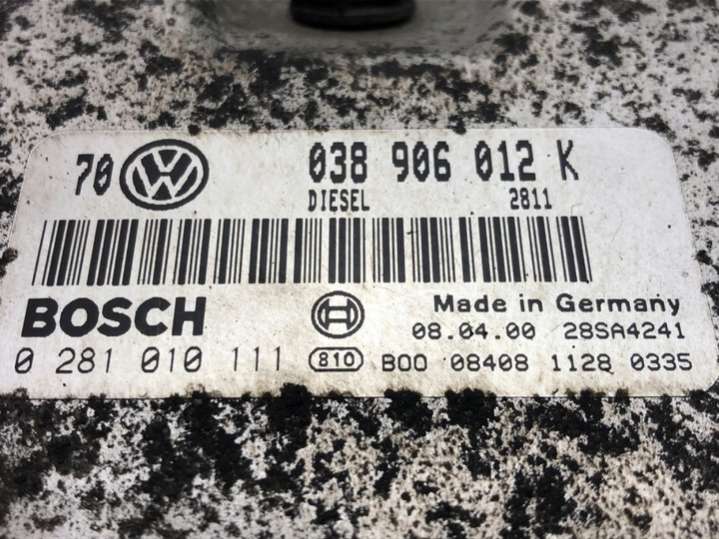 70 VW 038 906 012 K
DIESEL 2811
BOSCH Made in Germany
08.04.00 28SA4241
0 281 010 111 810 B00 08408 1128 0335